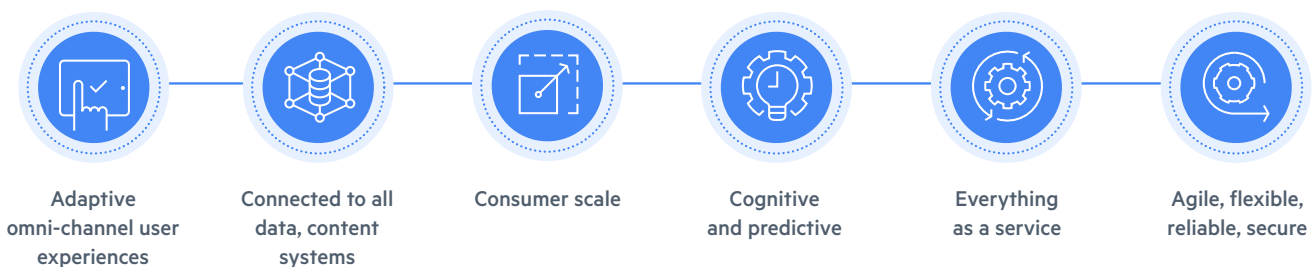 Adaptive
omni-channel user
experiences
Connected to all
data, content
systems
Consumer scale
Cognitive
and predictive
Everything
as a service
Agile, flexible,
reliable, secure